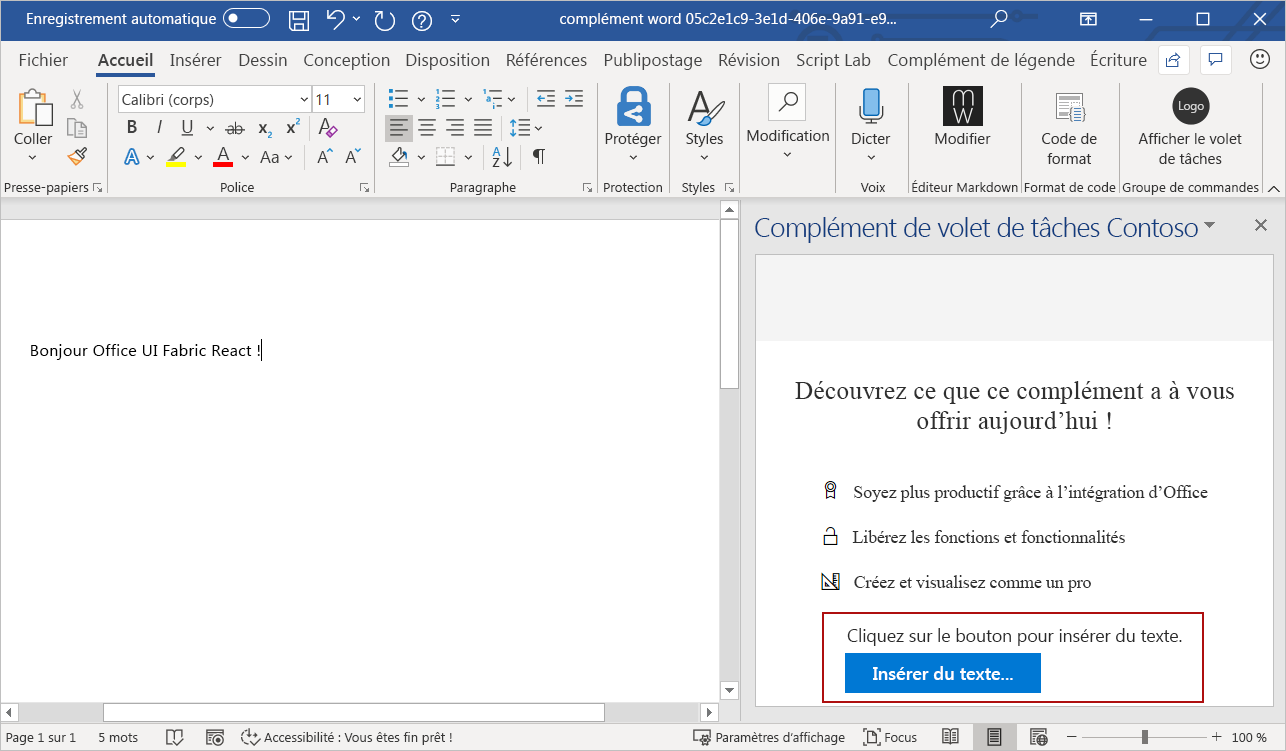 Enregistrement automatique
complément word 05c2e1c9-3e1d-406e-9a91-e9...
Fichier Accueil Insérer Dessin Conception Disposition Références Publipostage Révision Script Lab Complément de légende Écriture
Coller
Presse-papiers
Calibri (corps) 11
B I U ab x₂ x² A
A A Aa A A
Police
Paragraphe
Protéger
Protection
Styles
Styles
Modification
Dicter
Voix
Modifier
Éditeur Markdown
Code de
format
Format de code
Logo
Afficher le volet
de tâches
Groupe de commandes
Bonjour Office UI Fabric React !
Complément de volet de tâches Contoso
Découvrez ce que ce complément a à vous
offrir aujourd’hui !
Soyez plus productif grâce à l’intégration d’Office
Libérez les fonctions et fonctionnalités
Créez et visualisez comme un pro
Cliquez sur le bouton pour insérer du texte.
Insérer du texte...
Page 1 sur 1 5 mots Accessibilité : Vous êtes fin prêt ! Paramètres d’affichage Focus 100 %